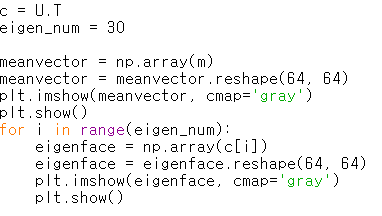 c = U.T
eigen_num = 30
meanvector = np.array(m)
meanvector = meanvector.reshape(64, 64)
plt.imshow(meanvector, cmap='gray')
plt.show()
for i in range(eigen_num):
    eigenface = np.array(c[i])
    eigenface = eigenface.reshape(64, 64)
    plt.imshow(eigenface, cmap='gray')
    plt.show()